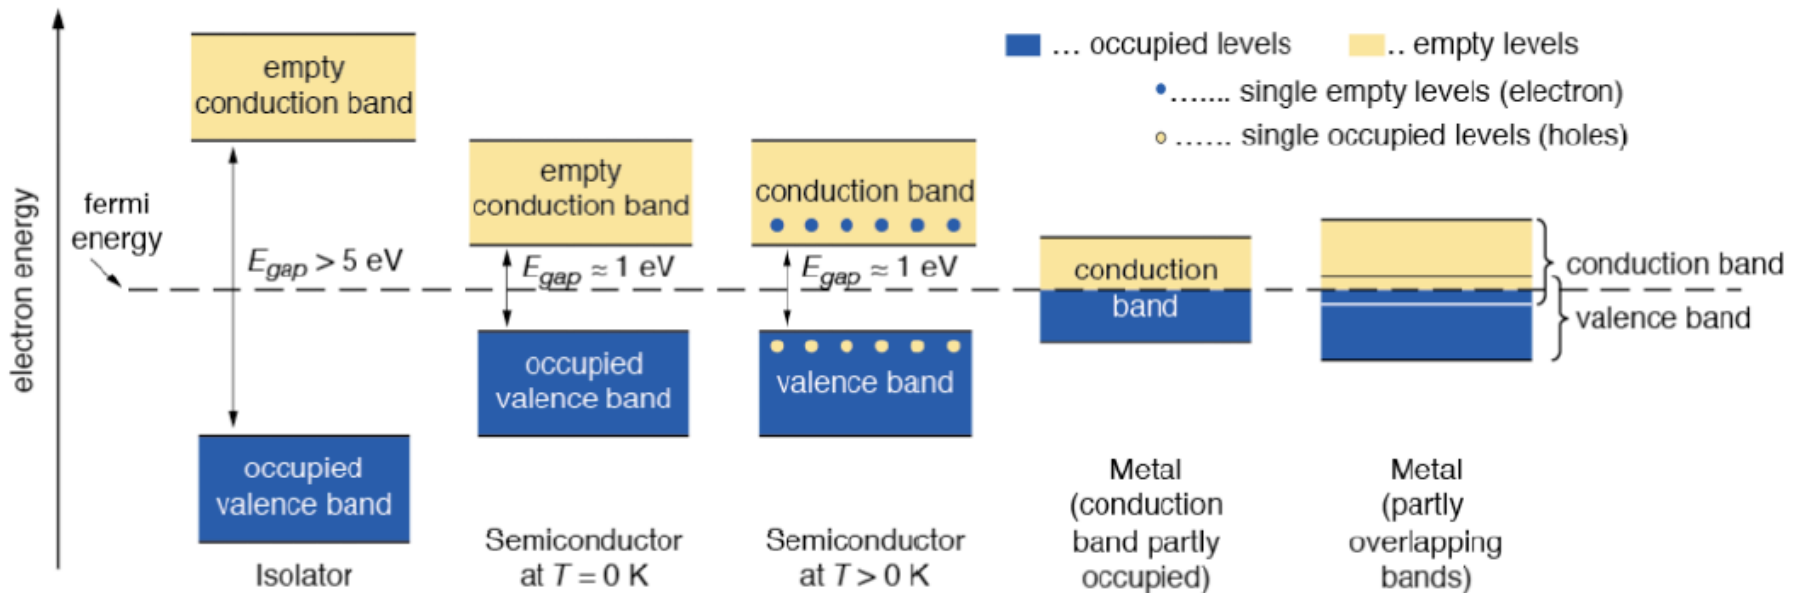 electron energy
fermi
energy
empty
conduction band
E_gap > 5 eV
occupied
valence band
Isolator
empty
conduction band
E_gap ≈ 1 eV
occupied
valence band
Semiconductor
at T = 0 K
conduction band
E_gap ≈ 1 eV
valence band
Semiconductor
at T > 0 K
conduction
band
Metal
(conduction
band partly
occupied)
conduction band
valence band
Metal
(partly
overlapping
bands)
... occupied levels
.. empty levels
....... single empty levels (electron)
...... single occupied levels (holes)